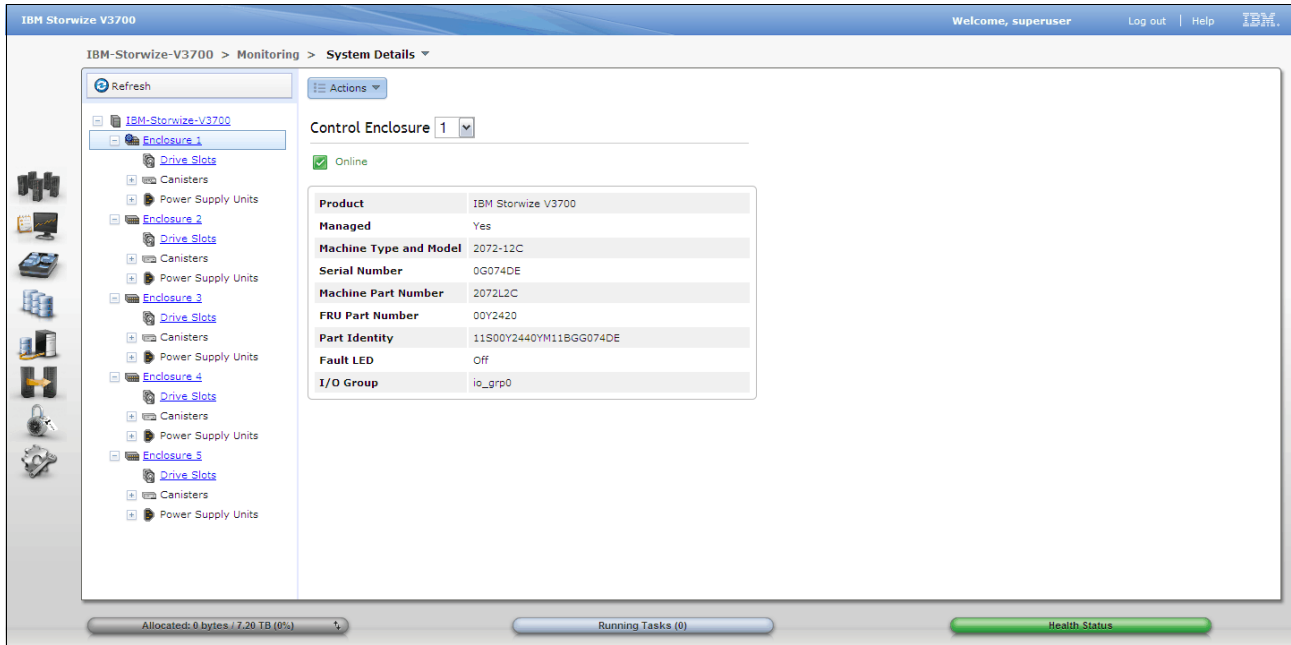 IBM Storwize V3700
Welcome, superuser
Log out | Help
IBM.
IBM-Storwize-V3700 > Monitoring > System Details
Refresh
Actions
IBM-Storwize-V3700
Enclosure 1
Drive Slots
Canisters
Power Supply Units
Enclosure 2
Drive Slots
Canisters
Power Supply Units
Enclosure 3
Drive Slots
Canisters
Power Supply Units
Enclosure 4
Drive Slots
Canisters
Power Supply Units
Enclosure 5
Drive Slots
Canisters
Power Supply Units
Control Enclosure 1
Online
Product IBM Storwize V3700
Managed Yes
Machine Type and Model 2072-12C
Serial Number 0G074DE
Machine Part Number 2072L2C
FRU Part Number 00Y2420
Part Identity 11S00Y2440YM11BGG074DE
Fault LED Off
I/O Group io_grp0
Allocated: 0 bytes / 7.20 TB (0%)
Running Tasks (0)
Health Status